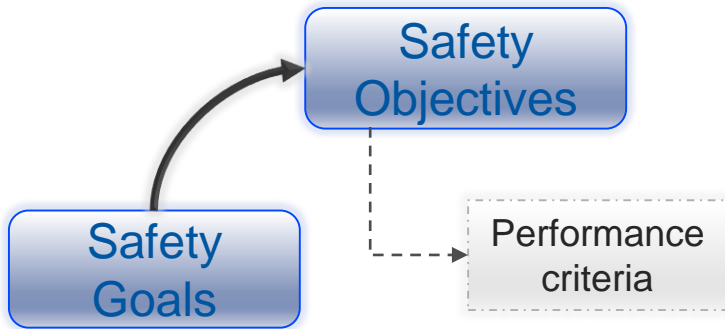 Safety
Objectives
Safety
Goals
Performance
criteria